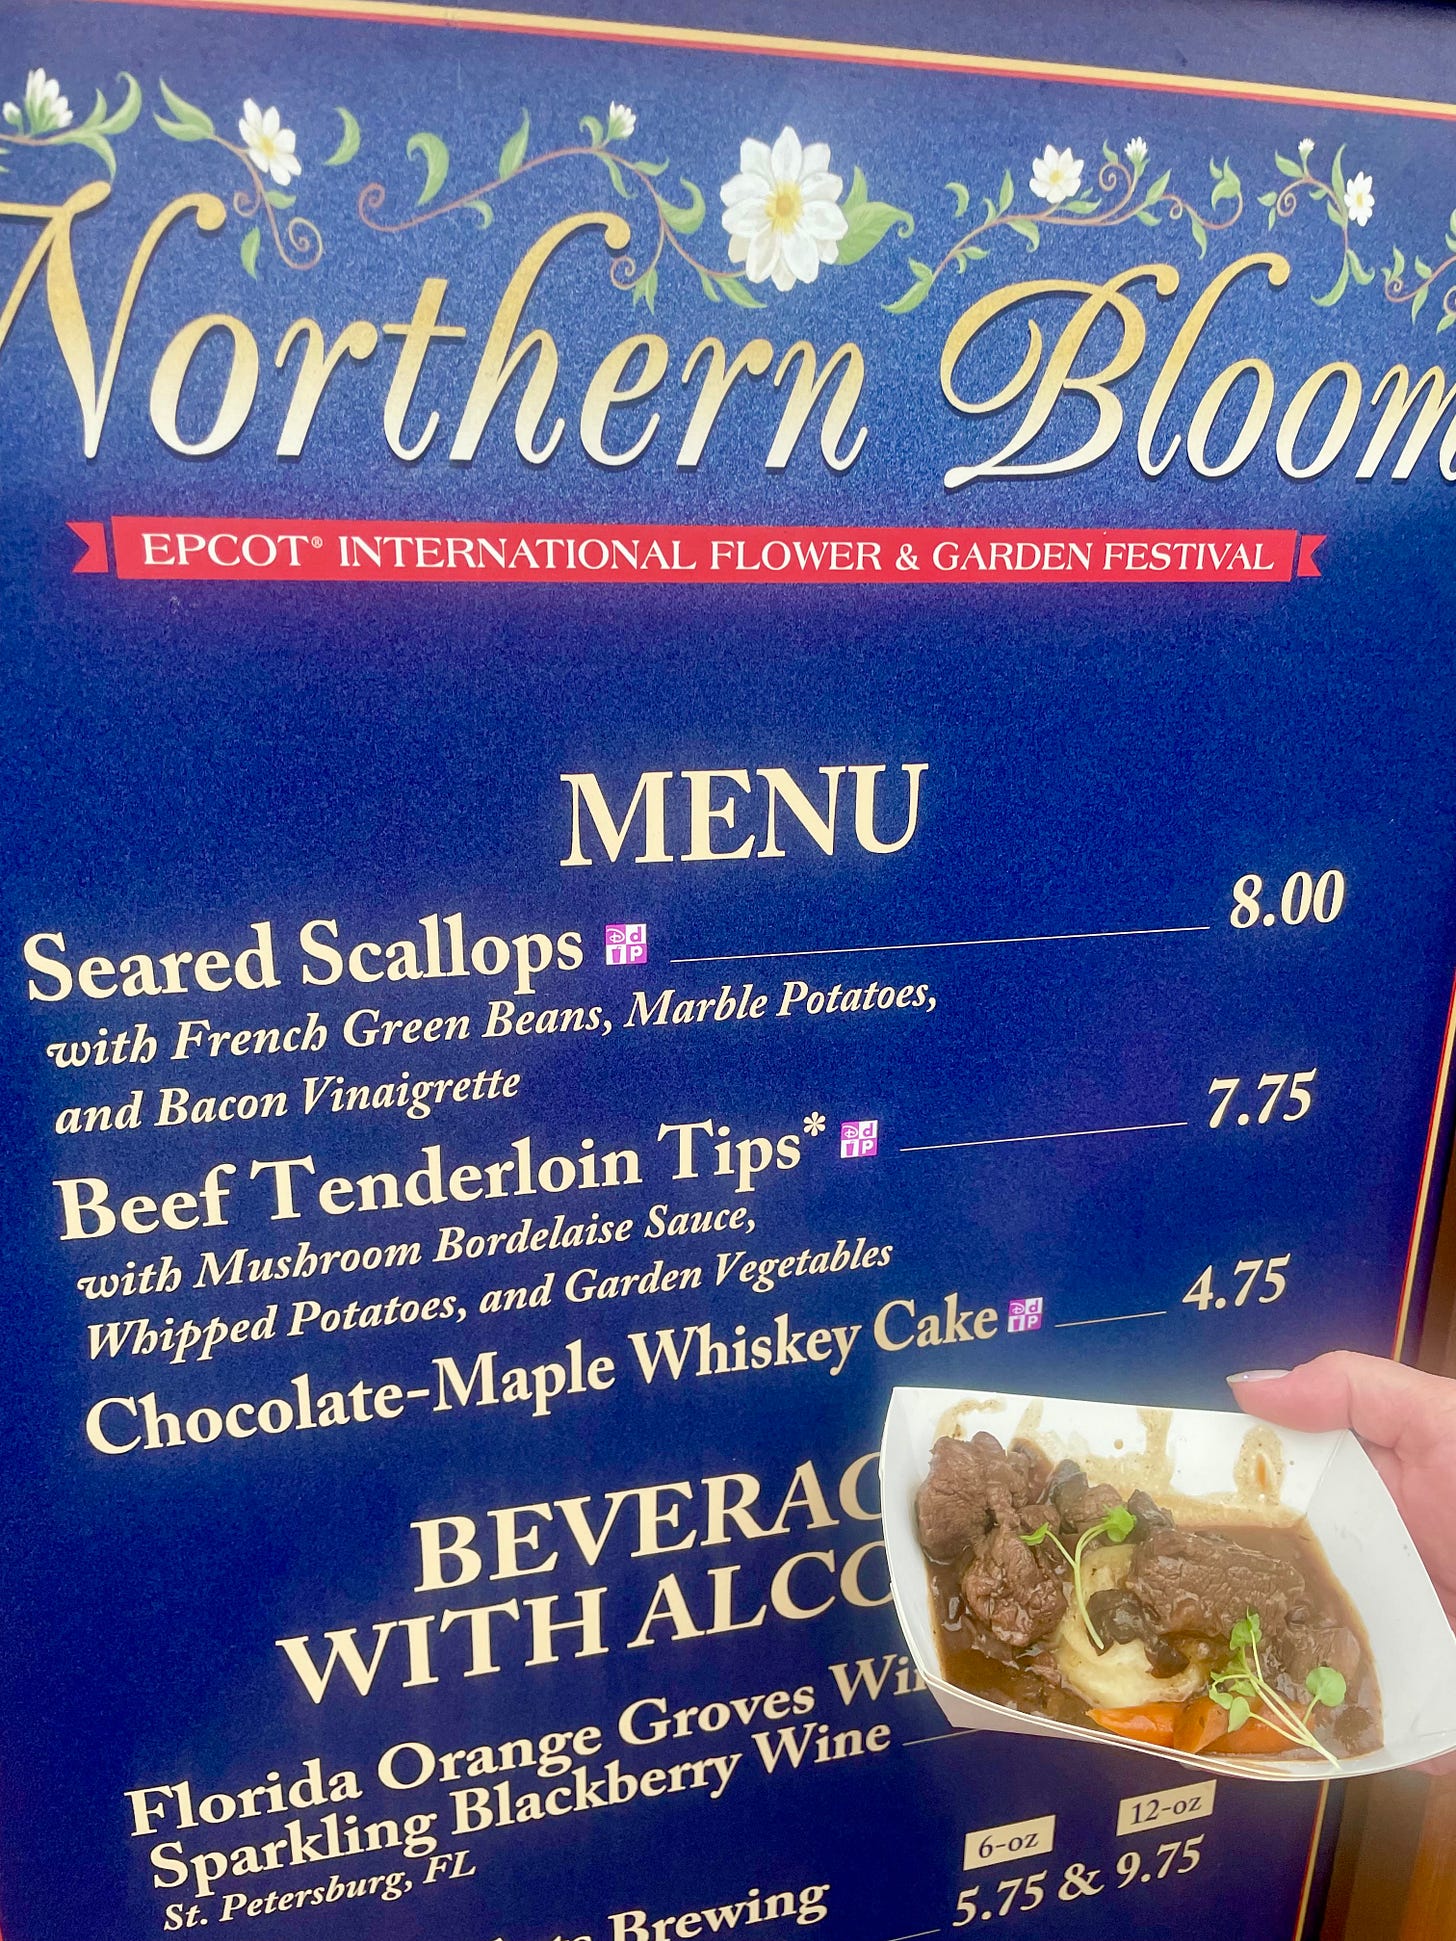 Northern Bloom
EPCOT® INTERNATIONAL FLOWER & GARDEN FESTIVAL
MENU
Seared Scallops 8.00
with French Green Beans, Marble Potatoes,
and Bacon Vinaigrette
Beef Tenderloin Tips* 7.75
with Mushroom Bordelaise Sauce,
Whipped Potatoes, and Garden Vegetables
Chocolate-Maple Whiskey Cake 4.75
BEVERAG
WITH ALCO
Florida Orange Groves Wi
Sparkling Blackberry Wine
St. Petersburg, FL
6-oz 12-oz
Brewing 5.75 & 9.75